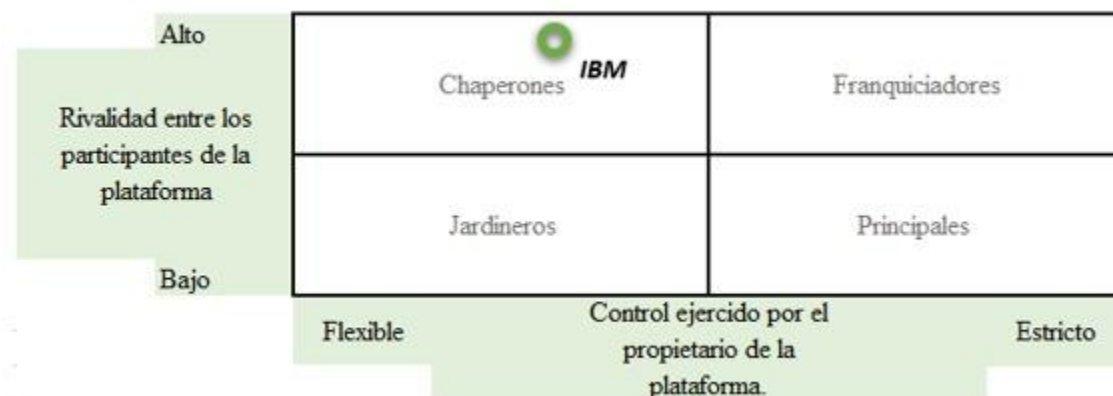 Alto
Rivalidad entre los
participantes de la
plataforma
Bajo
IBM
Chaperones
Franquiciadores
Jardineros
Principales
Flexible
Control ejercido por el
propietario de la
plataforma.
Estricto